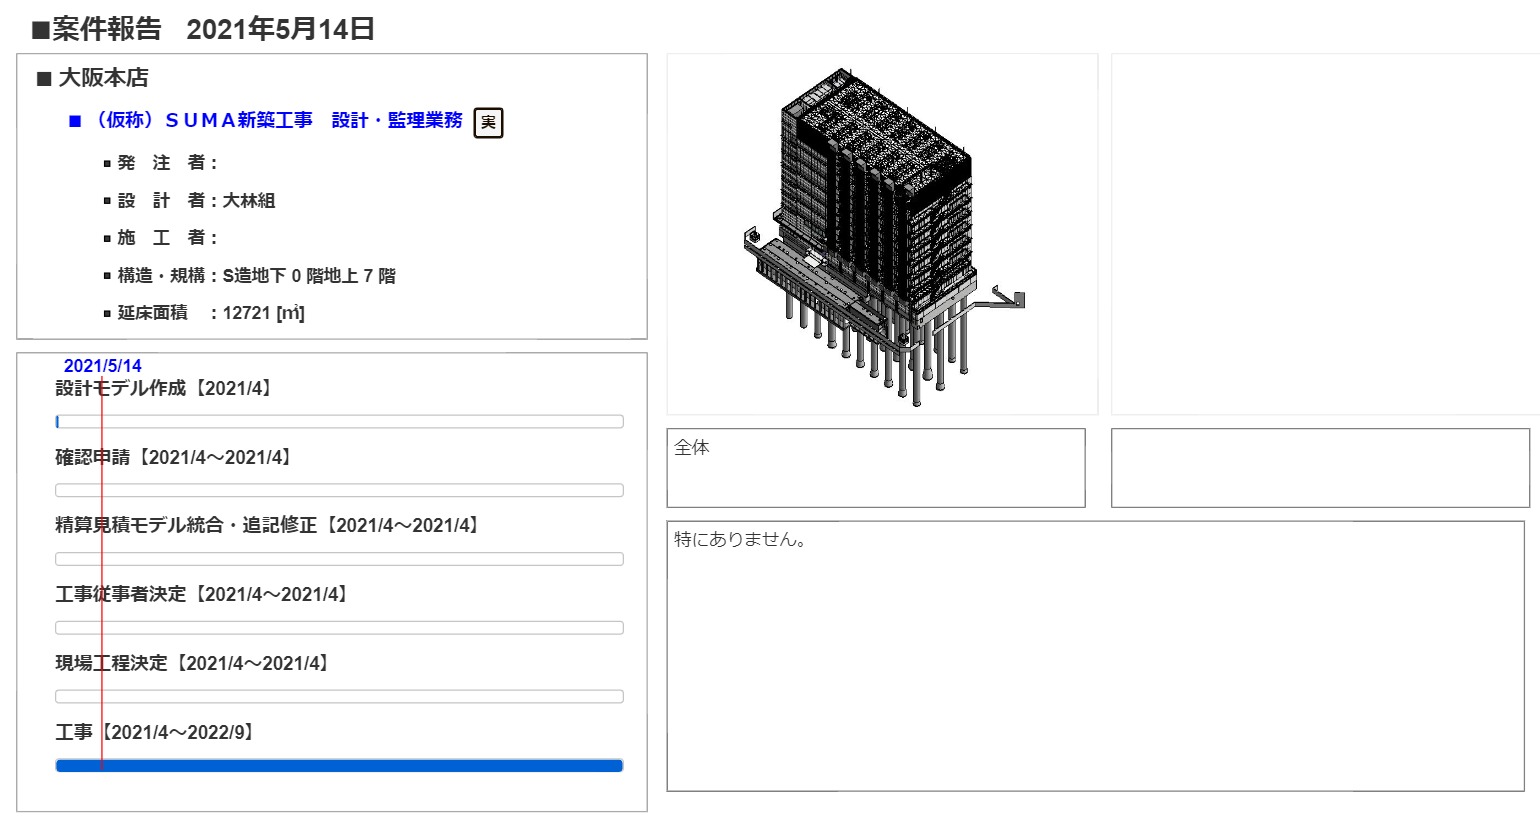 ■案件報告　2021年5月14日
■ 大阪本店
■ （仮称）ＳＵＭＡ新築工事　設計・監理業務 実
▪ 発　注　者：
▪ 設　計　者：大林組
▪ 施　工　者：
▪ 構造・規構：S造地下 0 階地上 7 階
▪ 延床面積　：12721 [㎡]
2021/5/14
設計モデル作成【2021/4】
確認申請【2021/4～2021/4】
精算見積モデル統合・追記修正【2021/4～2021/4】
工事従事者決定【2021/4～2021/4】
現場工程決定【2021/4～2021/4】
工事【2021/4～2022/9】
全体
特にありません。